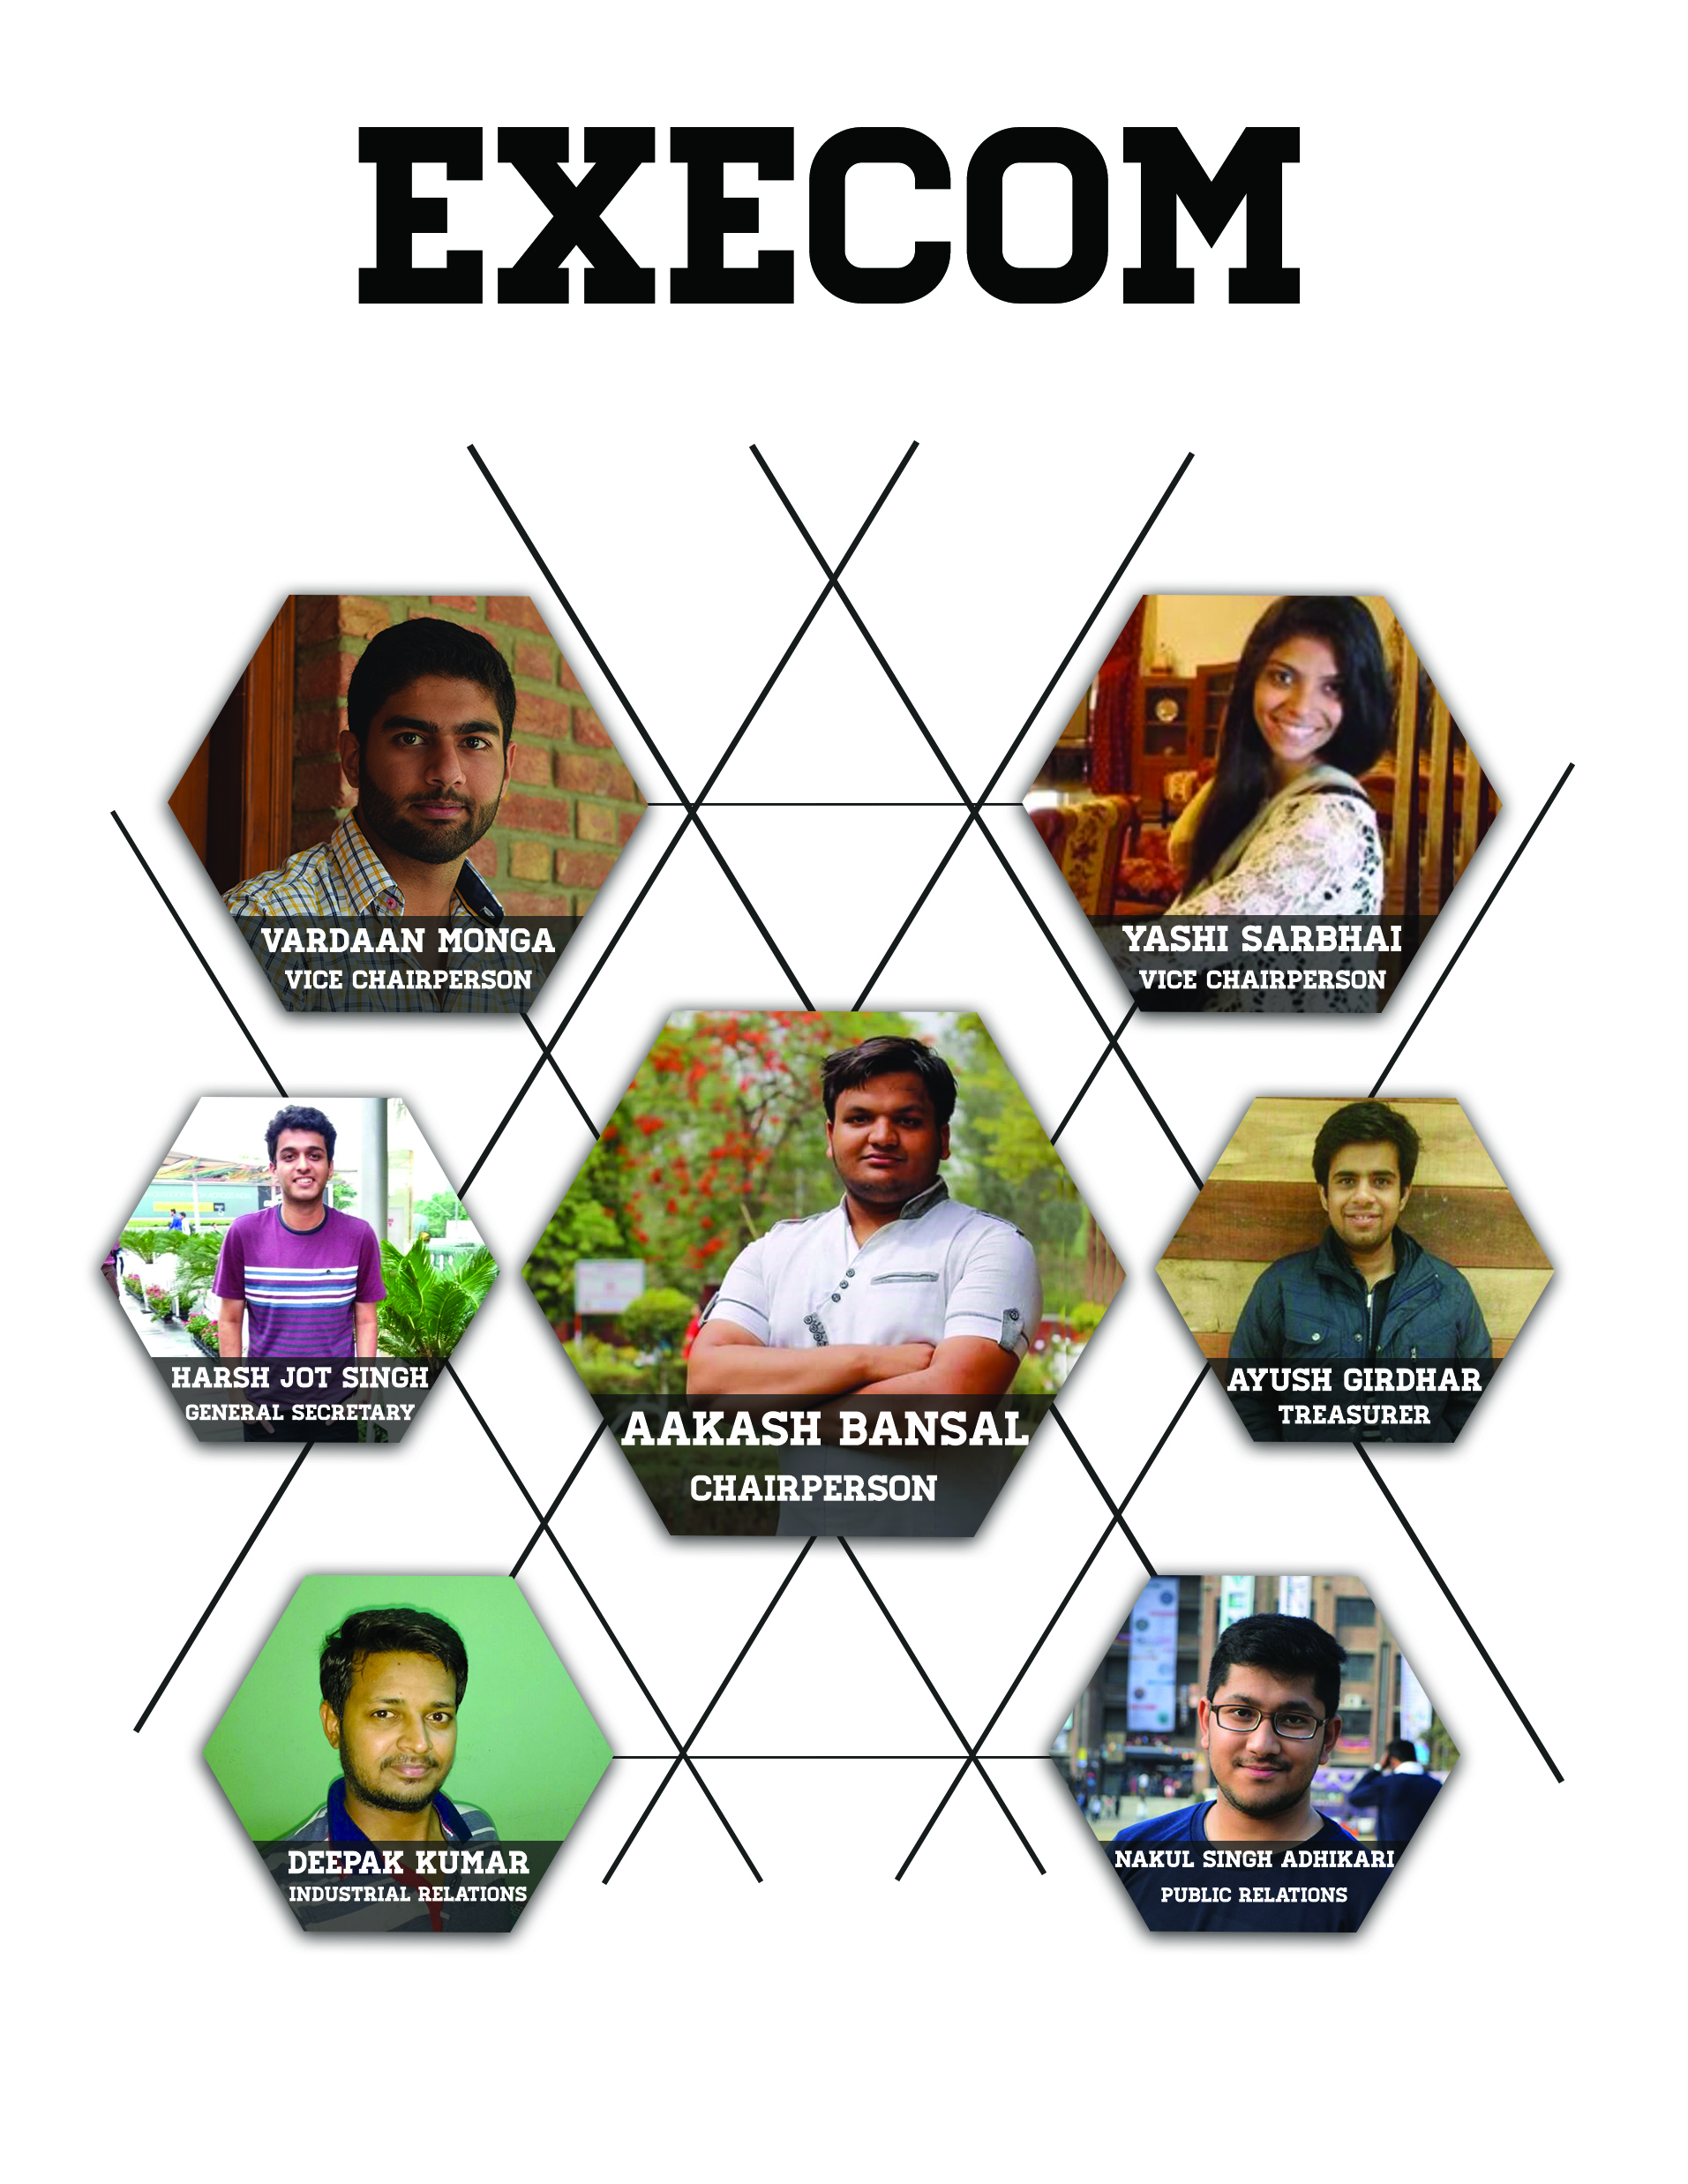 EXECOM
VARDAAN MONGA
VICE CHAIRPERSON
YASHI SARBHAI
VICE CHAIRPERSON
HARSH JOT SINGH
GENERAL SECRETARY
AAKASH BANSAL
CHAIRPERSON
AYUSH GIRDHAR
TREASURER
DEEPAK KUMAR
INDUSTRIAL RELATIONS
NAKUL SINGH ADHIKARI
PUBLIC RELATIONS